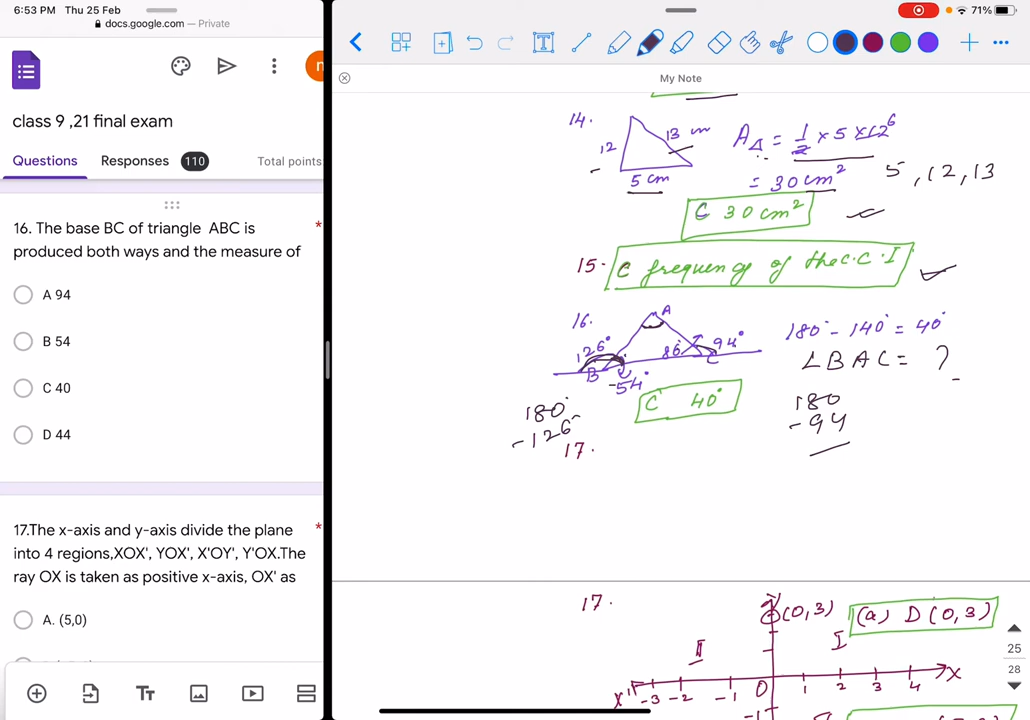 6:53 PM Thu 25 Feb
docs.google.com — Private
71%
class 9 ,21 final exam
Questions
Responses 110
Total points
16. The base BC of triangle ABC is
produced both ways and the measure of
*
A 94
B 54
C 40
D 44
17.The x-axis and y-axis divide the plane
into 4 regions,XOX', YOX', X'OY', Y'OX.The
ray OX is taken as positive x-axis, OX' as
*
A. (5,0)
My Note
14.
12
13 cm
5 cm
A△ = 1/2 x 5 x 12 6
= 30 cm²
5, 12, 13
C 30 cm²
15. C frequency of the C.C.I
16.
A
126°
86
94°
B
C
54°
180° - 140° = 40°
∠BAC = ?
C 40°
180°
-126
180
-94
17.
17.
Y
(0,3)
(a) D (0,3)
II
I
X'
-3 -2 -1 0 1 2 3 4 X
-1
25
28